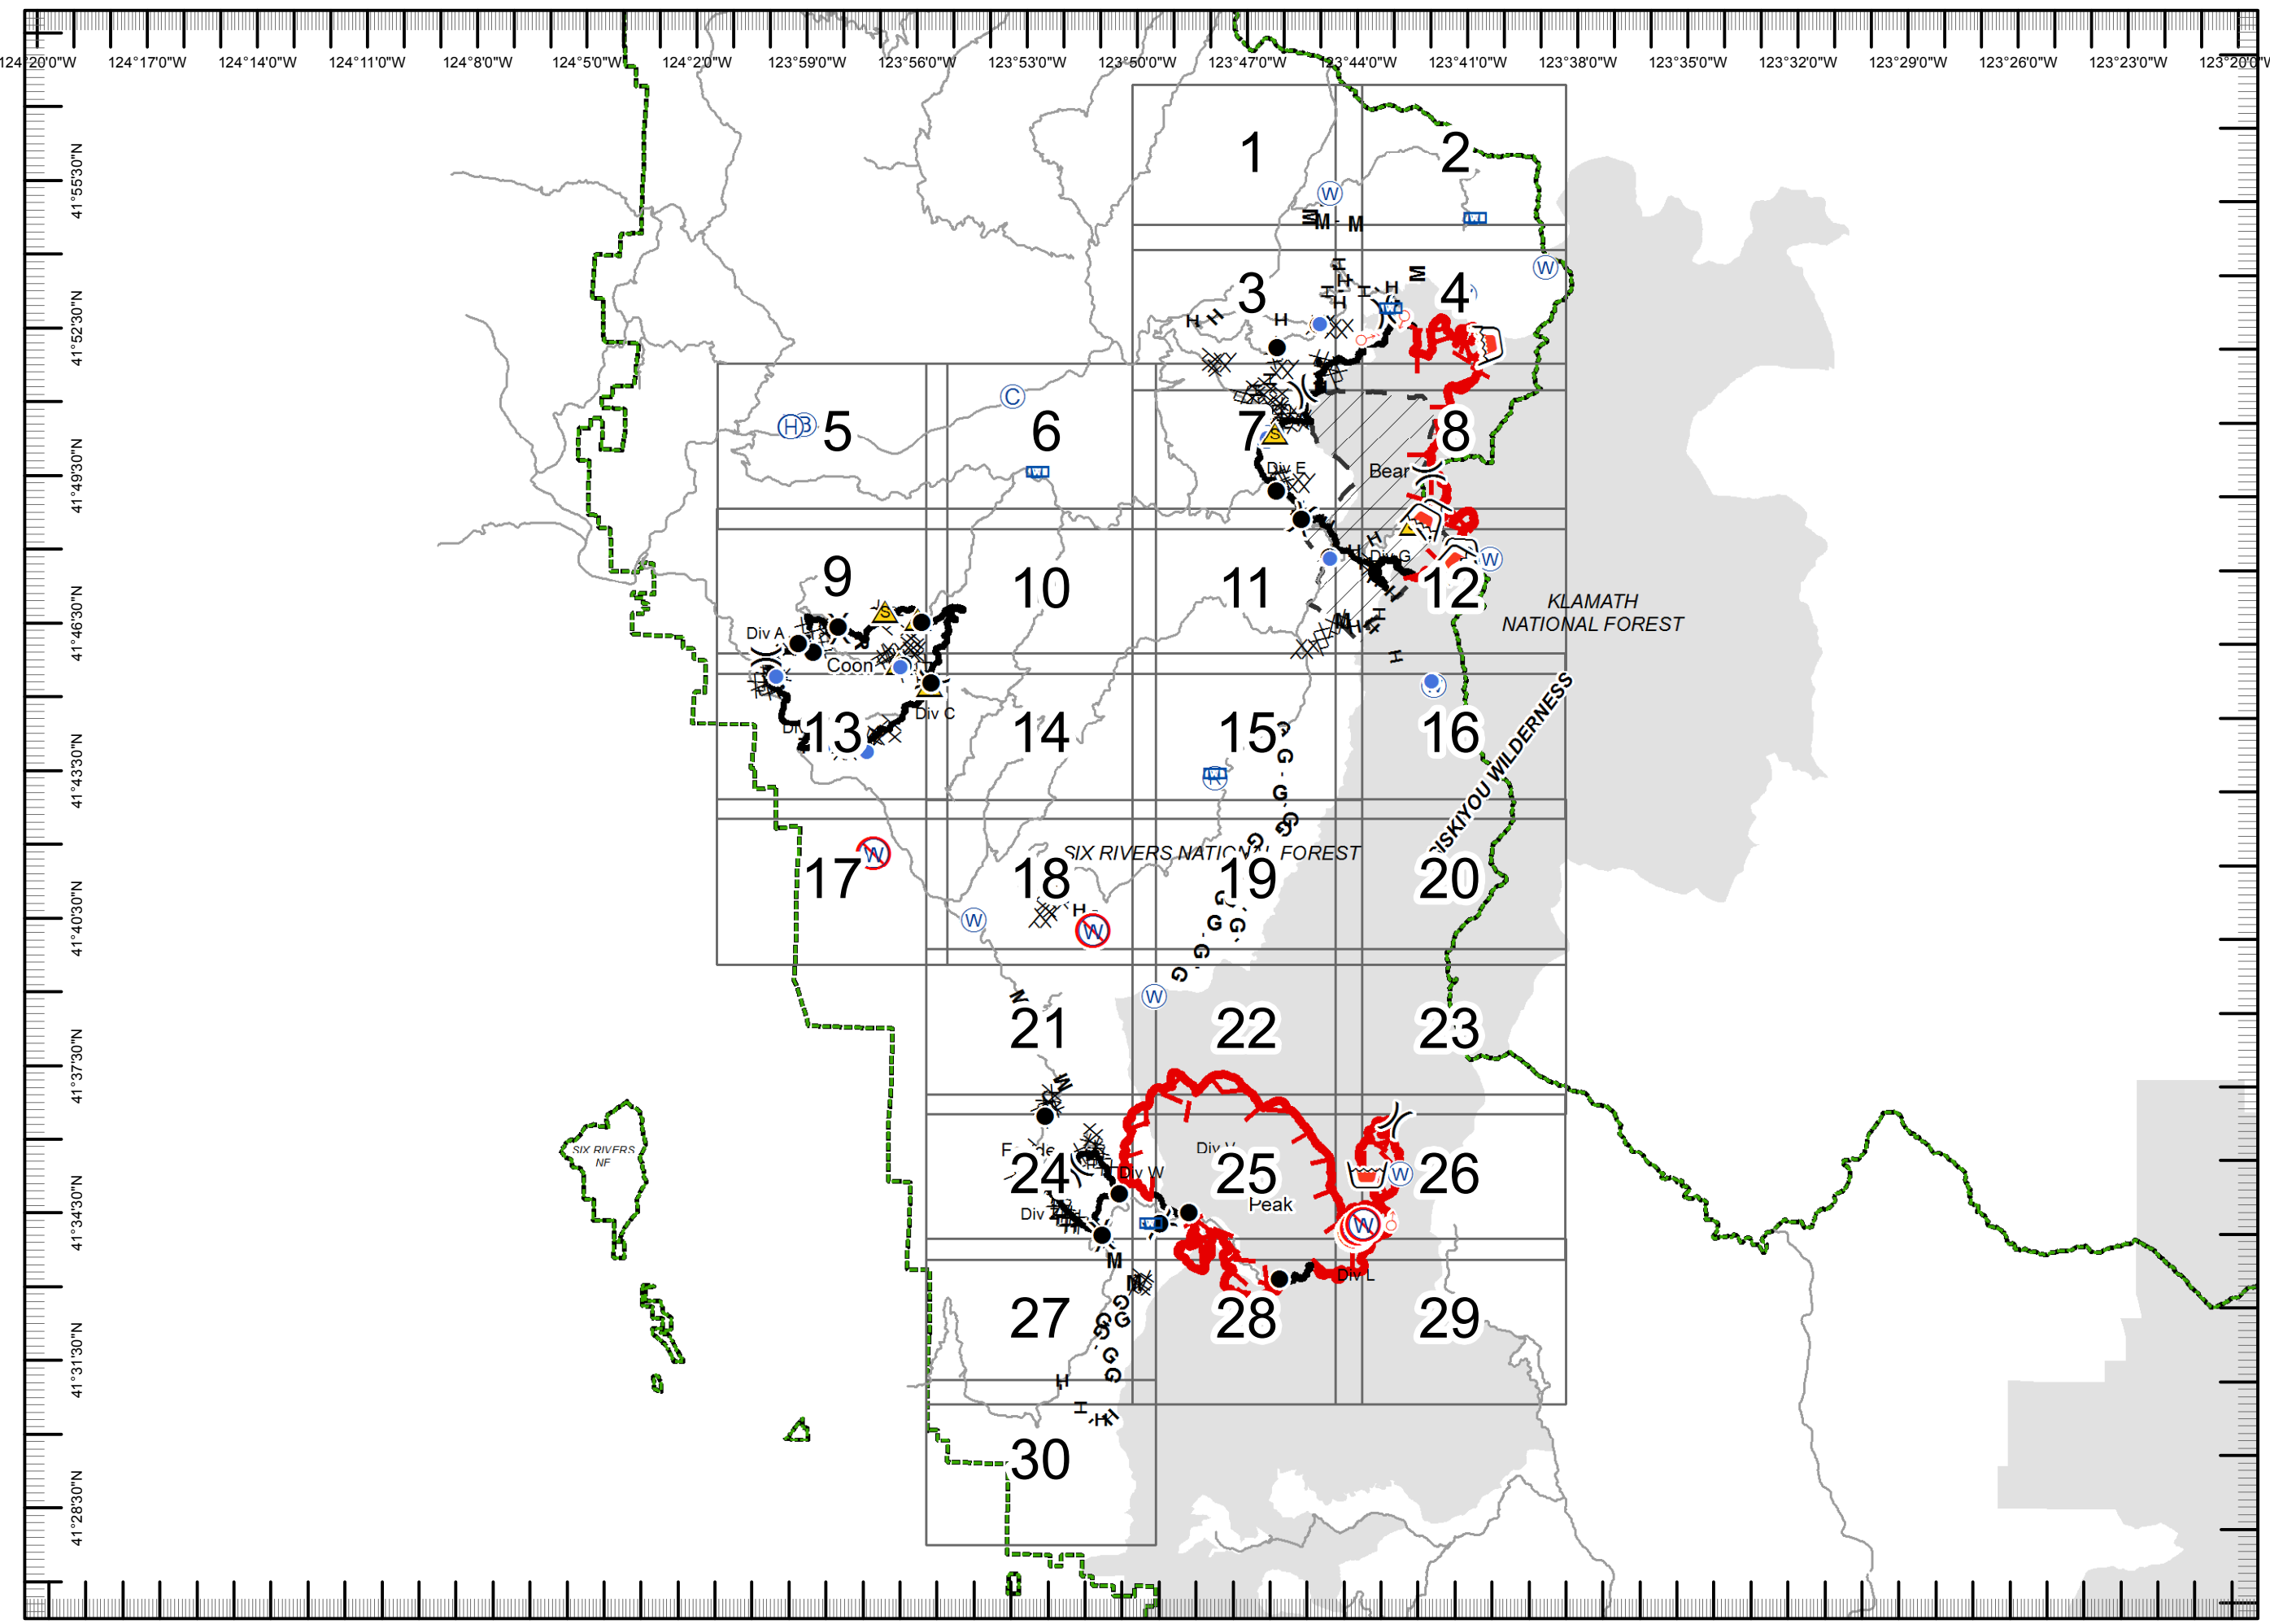 124°20'0"W 124°17'0"W 124°14'0"W 124°11'0"W 124°8'0"W 124°5'0"W 124°2'0"W 123°59'0"W 123°56'0"W 123°53'0"W 123°50'0"W 123°47'0"W 123°44'0"W 123°41'0"W 123°38'0"W 123°35'0"W 123°32'0"W 123°29'0"W 123°26'0"W 123°23'0"W
1 2
41°55'30"N
W
M M M
W
H H M
3 4
41°52'30"N
H H H
C
H B 5 6 7 8
S
41°49'30"N
Div E Bear
9 10 11 12
Div G
W
S
KLAMATH
NATIONAL FOREST
41°46'30"N
Div A
Coon
W
Div C
13 14 15 16
G
G
R
41°43'30"N
G
G
G
SISKIYOU WILDERNESS
W
SIX RIVERS NATIONAL FOREST
17 18 19 20
41°40'30"N
W H W
G
G G
G
G
W
21 22 23
41°37'30"N
SIX RIVERS
NF
Div W
24 25 26
W
Peak
41°34'30"N
W
M
Div L
27 28 29
G
G
41°31'30"N
G
G
H
H
30
41°28'30"N